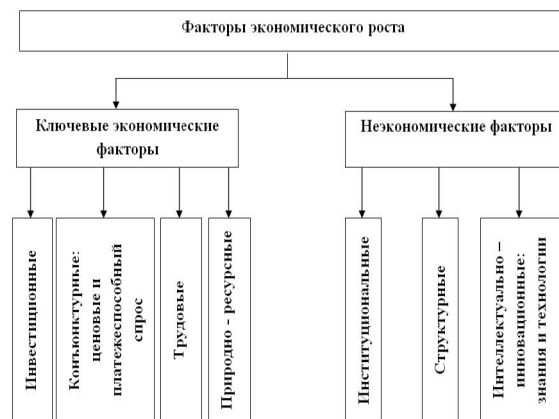 Факторы экономического роста
Ключевые экономические
факторы
Неэкономические факторы
Инвестиционные
Конъюнктурные:
ценовые и
платежеспособный
спрос
Трудовые
Природно - ресурсные
Институциональные
Структурные
Интеллектуально –
инновационные:
знания и технологии